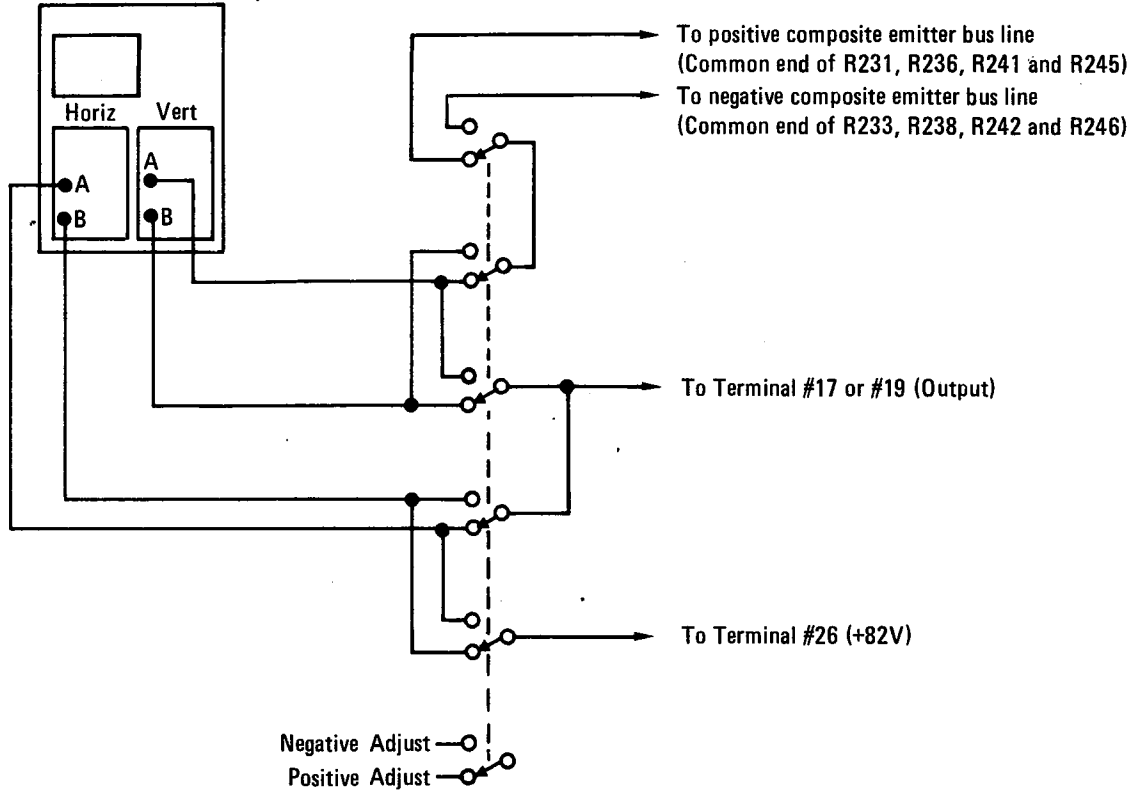 To positive composite emitter bus line
(Common end of R231, R236, R241 and R245)
To negative composite emitter bus line
(Common end of R233, R238, R242 and R246)
Horiz Vert
A
A
B
B
To Terminal #17 or #19 (Output)
To Terminal #26 (+82V)
Negative Adjust
Positive Adjust